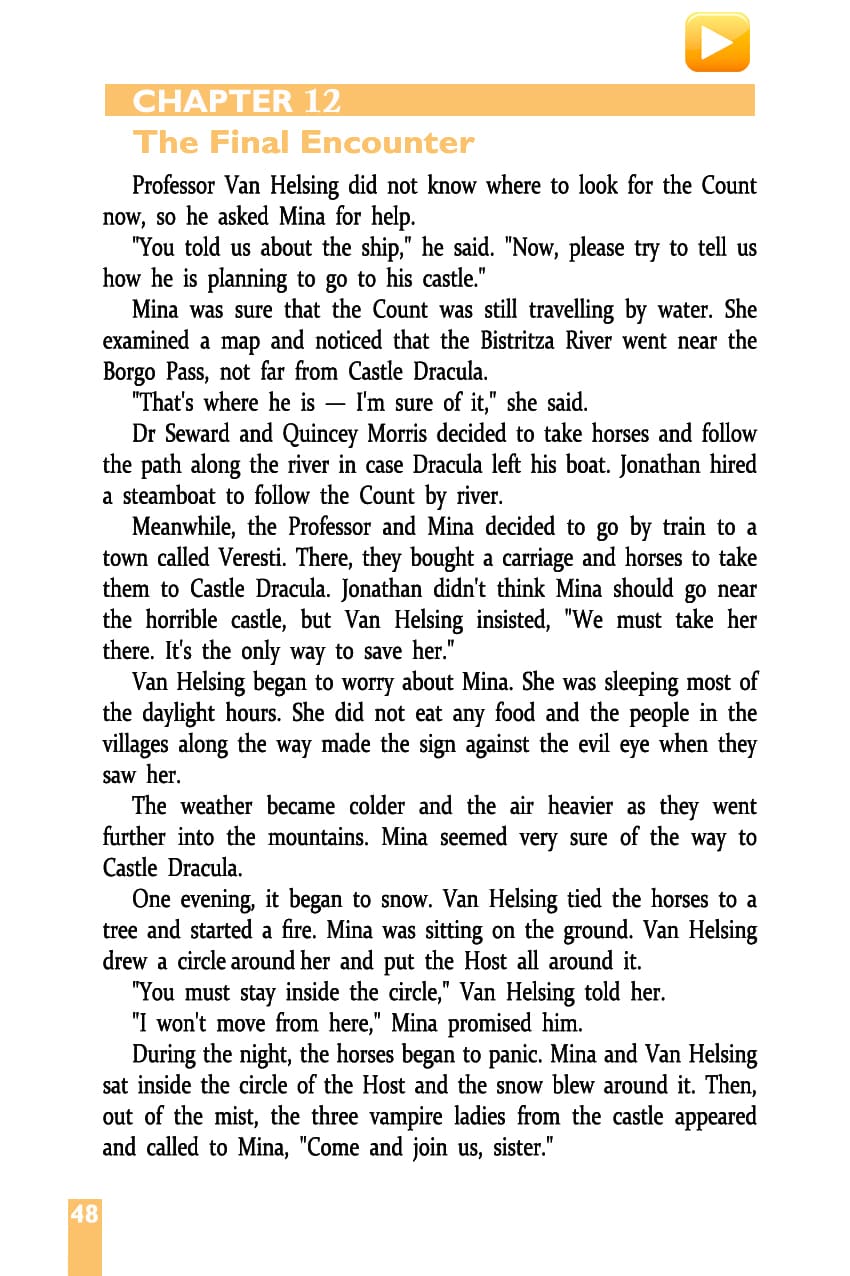 CHAPTER 12
The Final Encounter
Professor Van Helsing did not know where to look for the Count
now, so he asked Mina for help.
"You told us about the ship," he said. "Now, please try to tell us
how he is planning to go to his castle."
Mina was sure that the Count was still travelling by water. She
examined a map and noticed that the Bistritza River went near the
Borgo Pass, not far from Castle Dracula.
"That's where he is — I'm sure of it," she said.
Dr Seward and Quincey Morris decided to take horses and follow
the path along the river in case Dracula left his boat. Jonathan hired
a steamboat to follow the Count by river.
Meanwhile, the Professor and Mina decided to go by train to a
town called Veresti. There, they bought a carriage and horses to take
them to Castle Dracula. Jonathan didn't think Mina should go near
the horrible castle, but Van Helsing insisted, "We must take her
there. It's the only way to save her."
Van Helsing began to worry about Mina. She was sleeping most of
the daylight hours. She did not eat any food and the people in the
villages along the way made the sign against the evil eye when they
saw her.
The weather became colder and the air heavier as they went
further into the mountains. Mina seemed very sure of the way to
Castle Dracula.
One evening, it began to snow. Van Helsing tied the horses to a
tree and started a fire. Mina was sitting on the ground. Van Helsing
drew a circle around her and put the Host all around it.
"You must stay inside the circle," Van Helsing told her.
"I won't move from here," Mina promised him.
During the night, the horses began to panic. Mina and Van Helsing
sat inside the circle of the Host and the snow blew around it. Then,
out of the mist, the three vampire ladies from the castle appeared
and called to Mina, "Come and join us, sister."
48